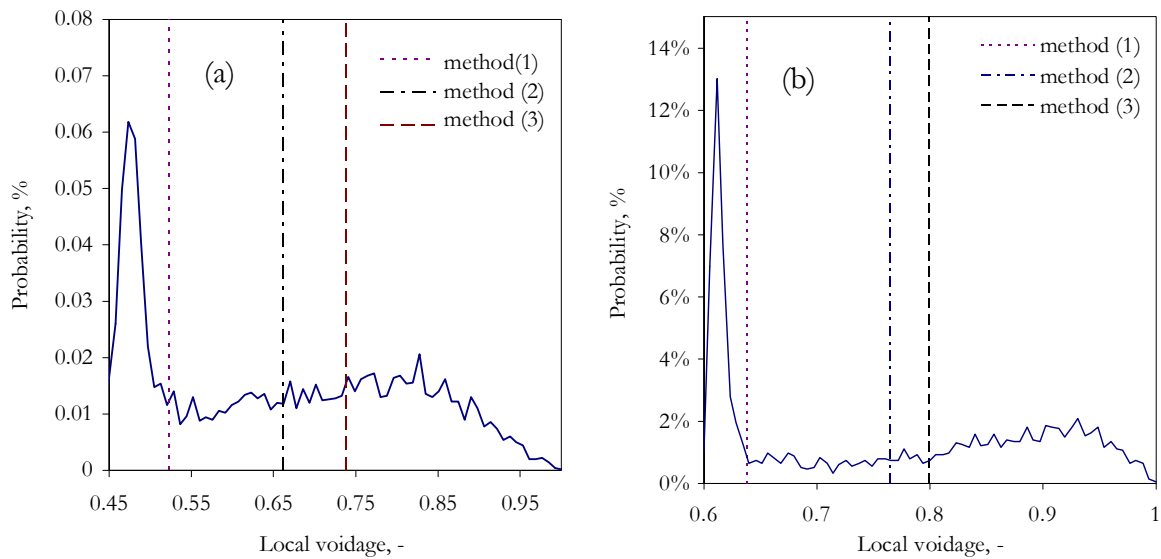 0.08
0.07
0.06
0.05
0.04
0.03
0.02
0.01
0
Probability, %
(a)
method(1)
method (2)
method (3)
0.45
0.55
0.65
0.75
0.85
0.95
Local voidage, -
14%
12%
10%
8%
6%
4%
2%
0%
Probability, %
(b)
method (1)
method (2)
method (3)
0.6
0.7
0.8
0.9
1
Local voidage, -